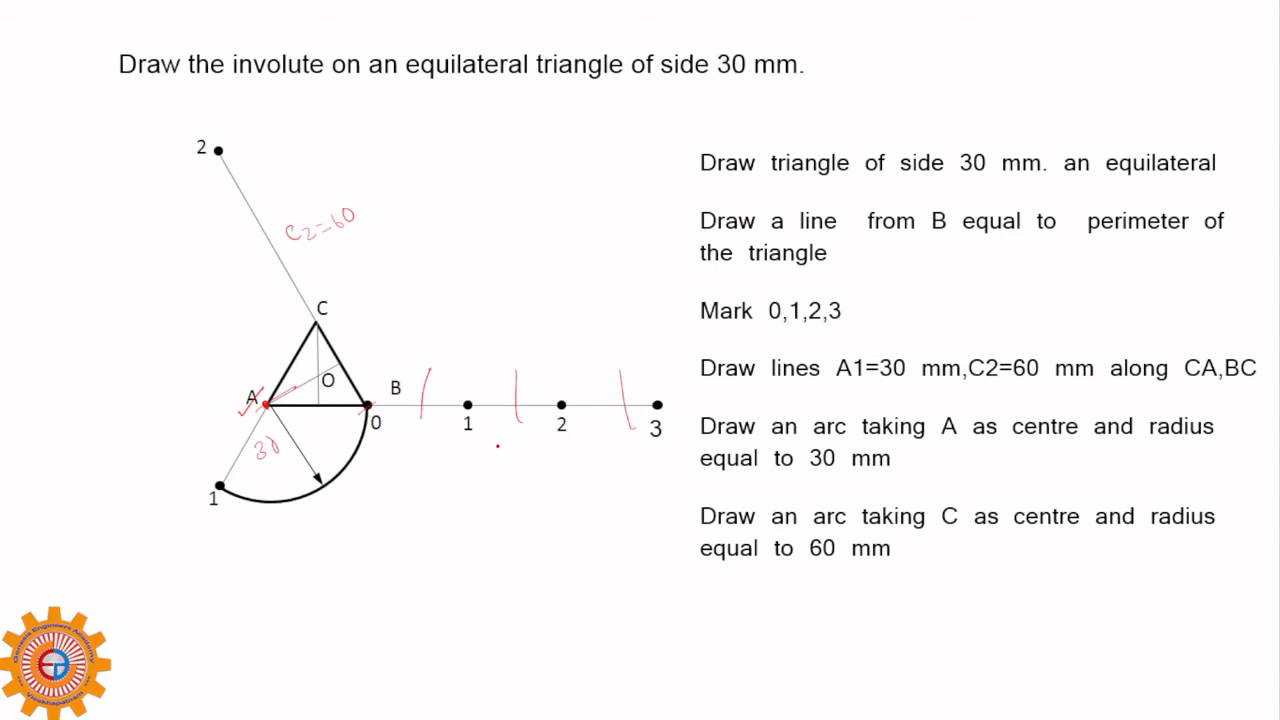 Draw the involute on an equilateral triangle of side 30 mm.
2
C2=60
C
A
O
B
0
1
2
3
30
1
Draw triangle of side 30 mm. an equilateral
Draw a line from B equal to perimeter of
the triangle
Mark 0,1,2,3
Draw lines A1=30 mm,C2=60 mm along CA,BC
Draw an arc taking A as centre and radius
equal to 30 mm
Draw an arc taking C as centre and radius
equal to 60 mm
Genesis Engineers Academy
Visakhapatnam